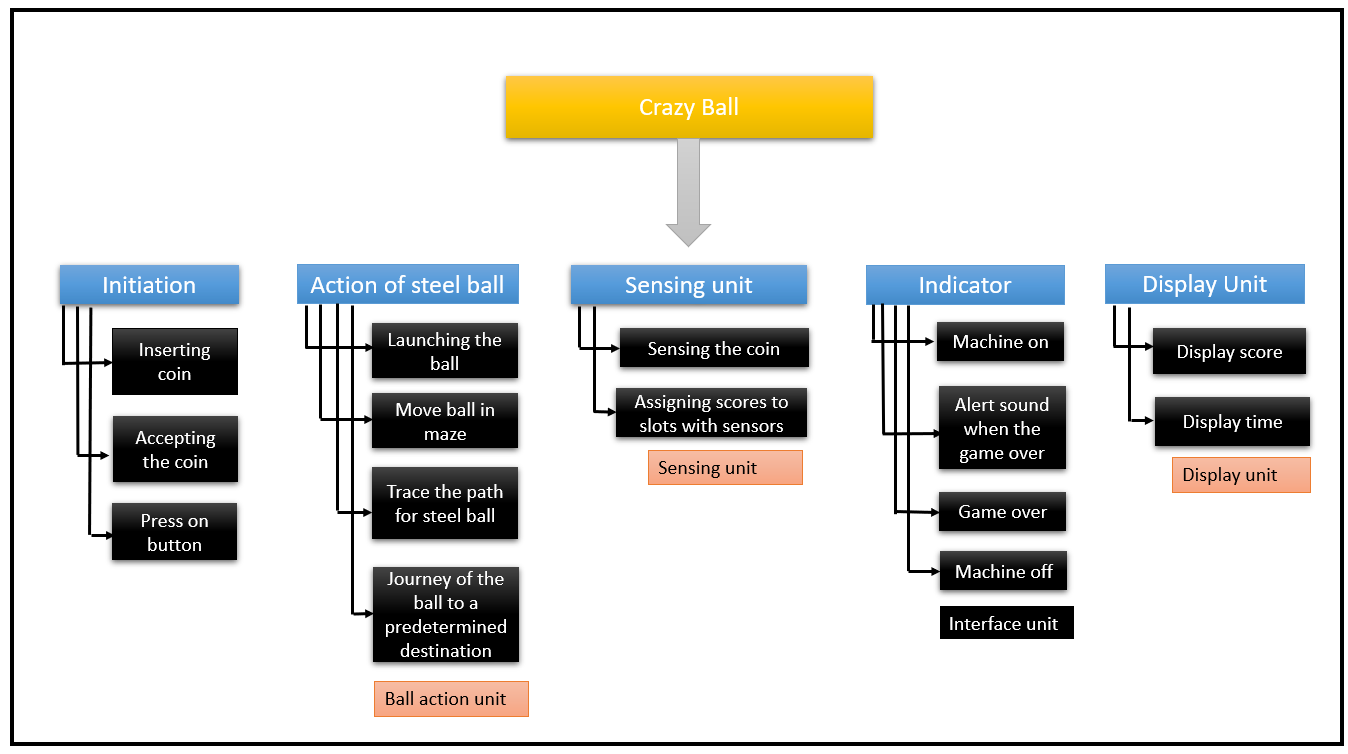 Crazy Ball
Initiation
Inserting
coin
Accepting
the coin
Press on
button
Action of steel ball
Launching the
ball
Move ball in
maze
Trace the path
for steel ball
Journey of the
ball to a
predetermined
destination
Ball action unit
Sensing unit
Sensing the coin
Assigning scores to
slots with sensors
Sensing unit
Indicator
Machine on
Alert sound
when the
game over
Game over
Machine off
Interface unit
Display Unit
Display score
Display time
Display unit